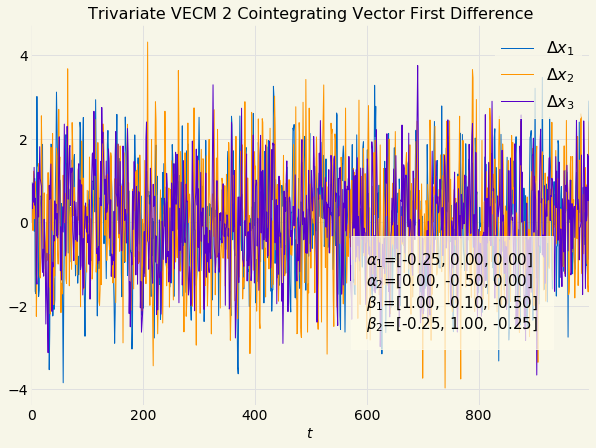 Trivariate VECM 2 Cointegrating Vector First Difference
4
2
0
−2
−4
Δx₁
Δx₂
Δx₃
α₁=[-0.25, 0.00, 0.00]
α₂=[0.00, -0.50, 0.00]
β₁=[1.00, -0.10, -0.50]
β₂=[-0.25, 1.00, -0.25]
0 200 400 600 800
t